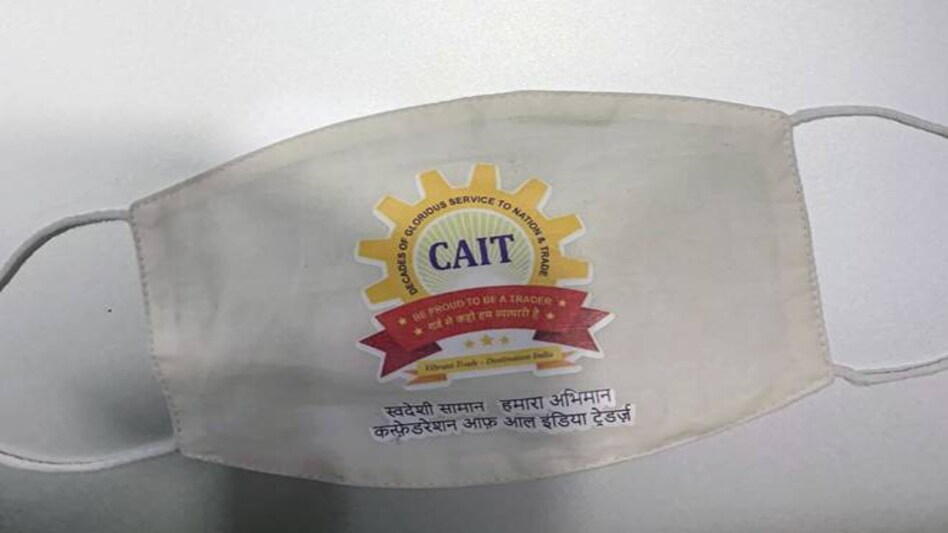 DECADES OF GLORIOUS SERVICE TO NATION & TRADE
CAIT
BE PROUD TO BE A TRADER
गर्व से कहो हम व्यापारी है
Vibrant Trade - Destination India
स्वदेशी सामान हमारा अभिमान
कन्फ़ेडरेशन आफ़ आल इंडिया ट्रेडर्ज़